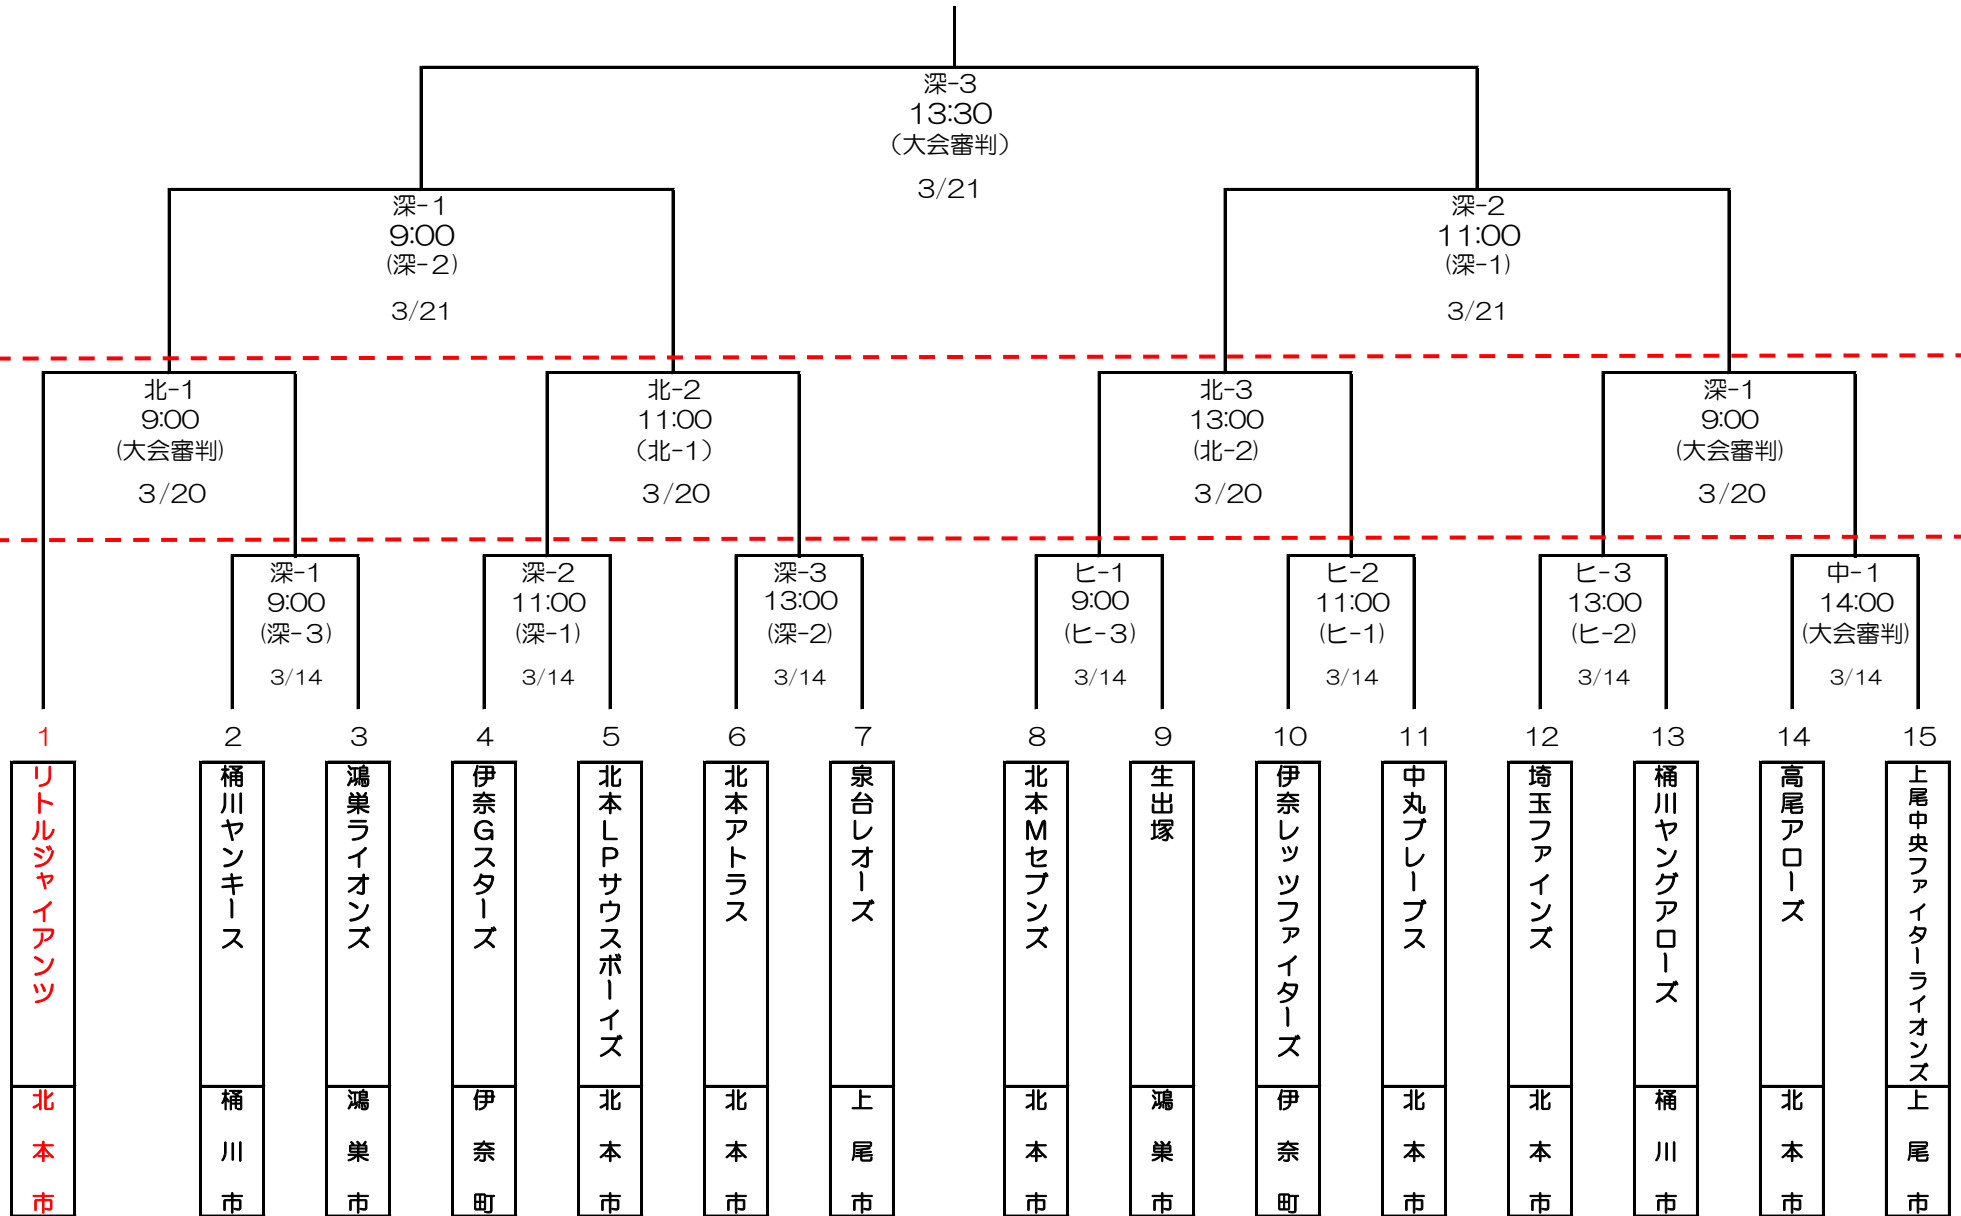 深-3
13:30
（大会審判）
3/21
深-1
9:00
(深-2)
3/21
深-2
11:00
(深-1)
3/21
北-1
9:00
(大会審判)
3/20
北-2
11:00
（北-1）
3/20
北-3
13:00
(北-2)
3/20
深-1
9:00
(大会審判)
3/20
深-1
9:00
(深-3)
3/14
深-2
11:00
(深-1)
3/14
深-3
13:00
(深-2)
3/14
ヒ-1
9:00
(ヒ-3)
3/14
ヒ-2
11:00
(ヒ-1)
3/14
ヒ-3
13:00
(ヒ-2)
3/14
中-1
14:00
(大会審判)
3/14
1
リトルジャイアンツ
北本市
2
桶川ヤンキース
桶川市
3
鴻巣ライオンズ
鴻巣市
4
伊奈Gスターズ
伊奈町
5
北本LPサウスボーイズ
北本市
6
北本アトラス
北本市
7
泉台レオーズ
上尾市
8
北本Mセブンズ
北本市
9
生出塚
鴻巣市
10
伊奈レッツファイターズ
伊奈町
11
中丸ブレーブス
北本市
12
埼玉ファインズ
北本市
13
桶川ヤングアローズ
桶川市
14
高尾アローズ
北本市
15
上尾中央ファイターライオンズ
上尾市